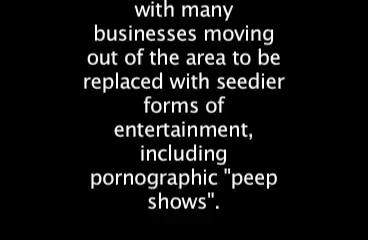 with many
businesses moving
out of the area to be
replaced with seedier
forms of
entertainment,
including
pornographic "peep
shows".